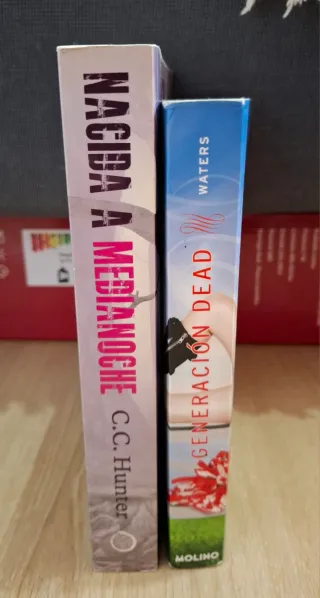 NACIDA A MEDIANOCHE
C.C. Hunter
WATERS
GENERACIÓN DEAD
MOLINO